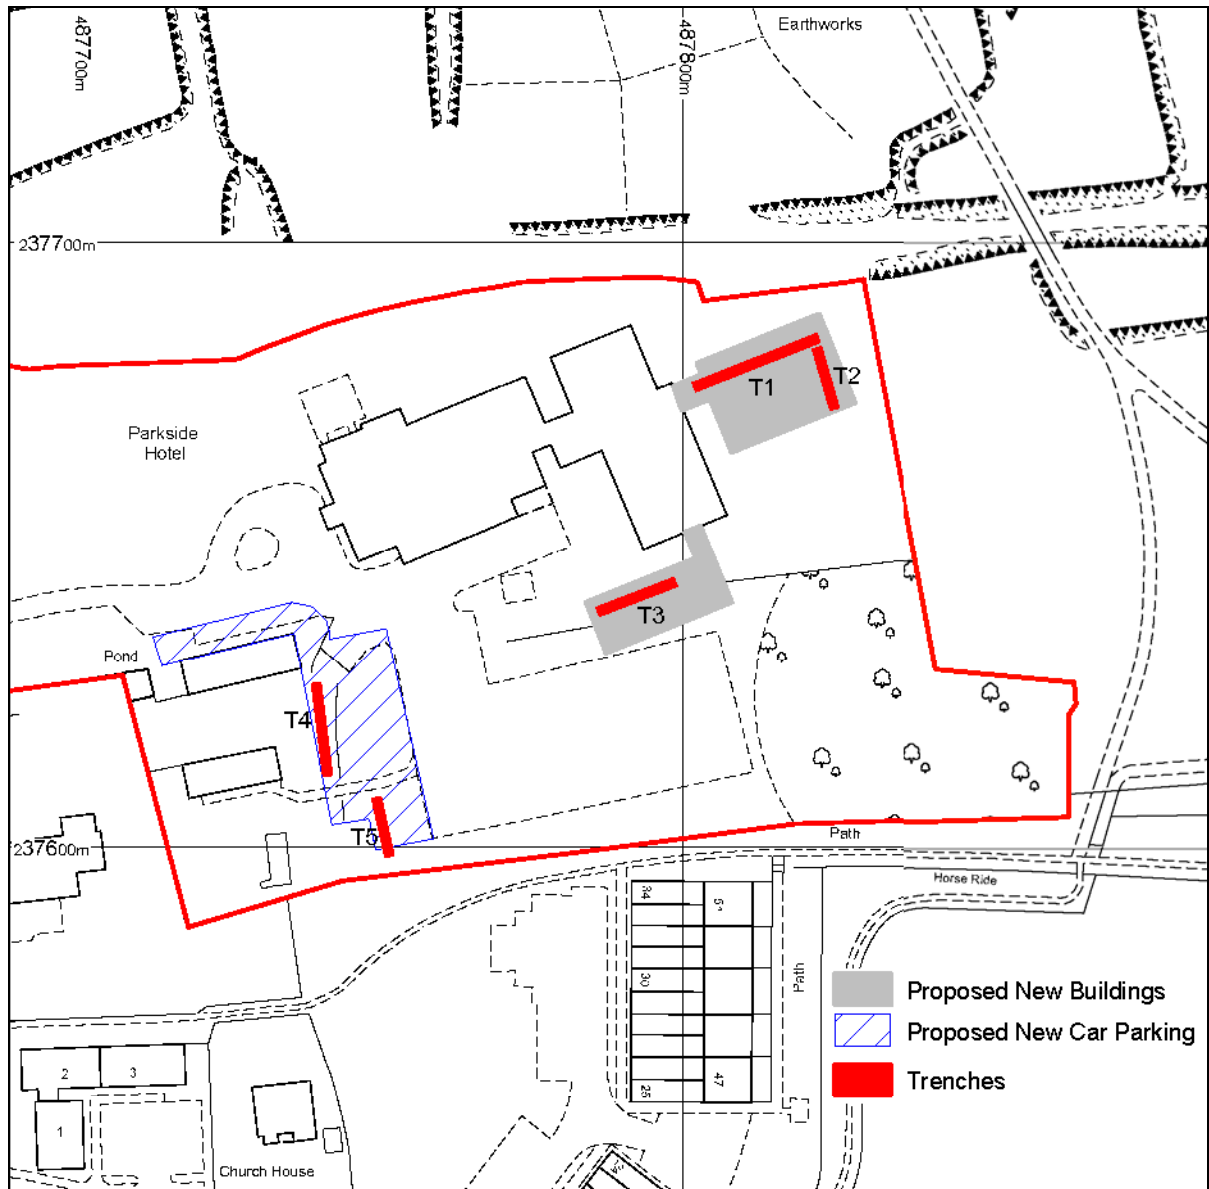 487700m
487800m
Earthworks
237700m
T1
T2
Parkside
Hotel
T3
Pond
T4
T5
237600m
Path
Horse Ride
34
51
30
Path
47
25
Proposed New Buildings
Proposed New Car Parking
Trenches
2
3
1
Church House